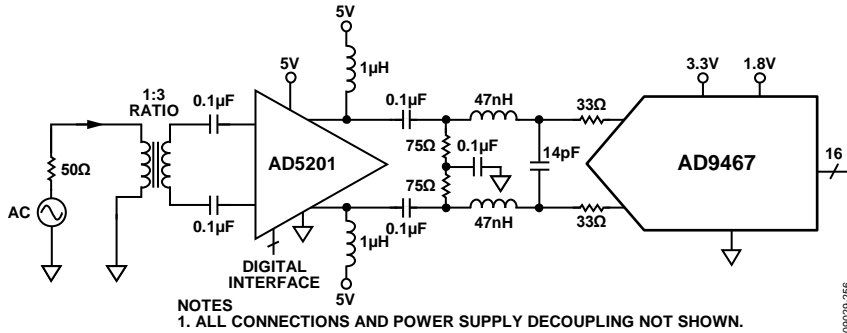 5V
1µH
5V
3.3V
1.8V
1:3
RATIO
0.1µF
0.1µF
47nH
33Ω
50Ω
AD5201
75Ω
0.1µF
14pF
AD9467
16
75Ω
AC
0.1µF
0.1µF
47nH
33Ω
1µH
DIGITAL
INTERFACE
5V
NOTES
1. ALL CONNECTIONS AND POWER SUPPLY DECOUPLING NOT SHOWN.
09029-256